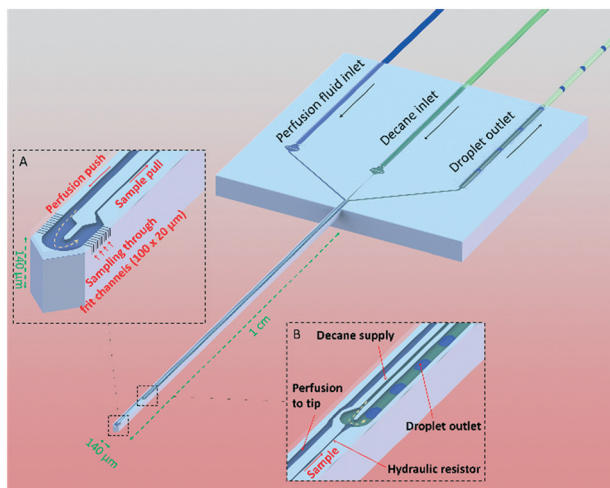 Perfusion fluid inlet
Decane inlet
Droplet outlet
A
Perfusion push
Sample pull
Sampling through
frit channels (100 x 20 µm)
140 µm
1 cm
140 µm
B
Decane supply
Perfusion
to tip
Droplet outlet
Hydraulic resistor
Sample